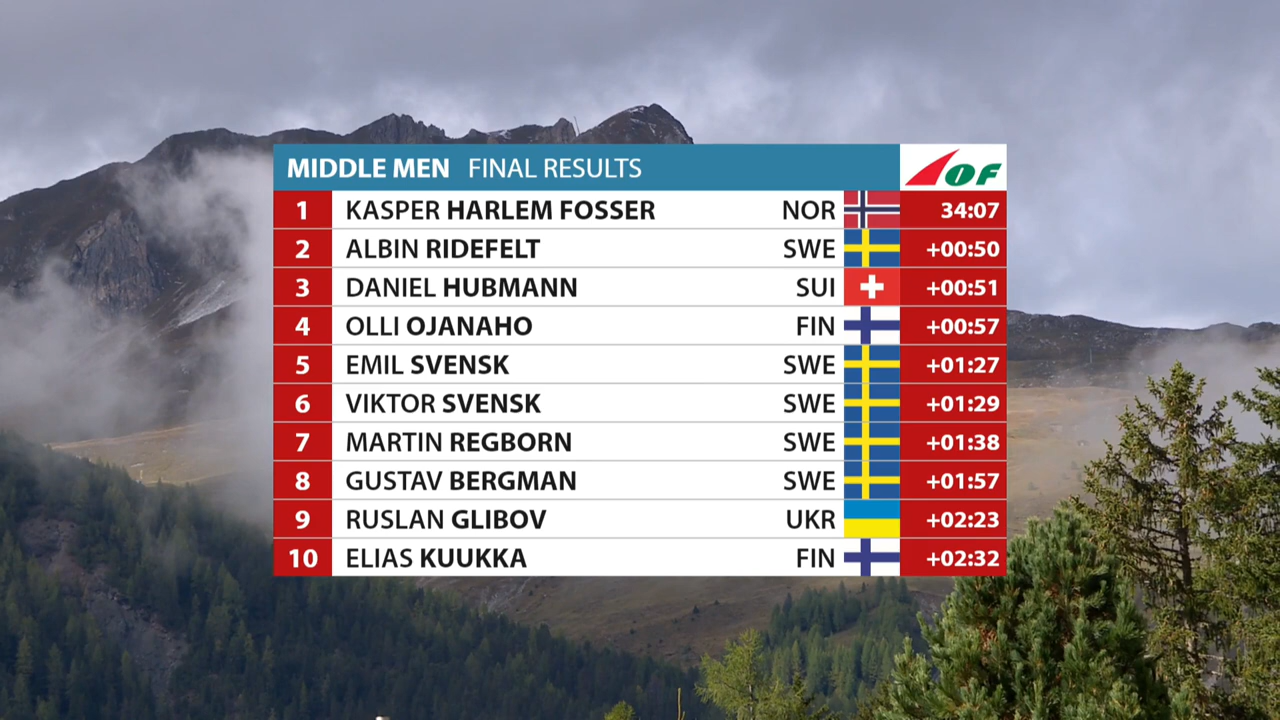 MIDDLE MEN FINAL RESULTS IOF
1 KASPER HARLEM FOSSER NOR 34:07
2 ALBIN RIDEFELT SWE +00:50
3 DANIEL HUBMANN SUI +00:51
4 OLLI OJANAHO FIN +00:57
5 EMIL SVENSK SWE +01:27
6 VIKTOR SVENSK SWE +01:29
7 MARTIN REGBORN SWE +01:38
8 GUSTAV BERGMAN SWE +01:57
9 RUSLAN GLIBOV UKR +02:23
10 ELIAS KUUKKA FIN +02:32